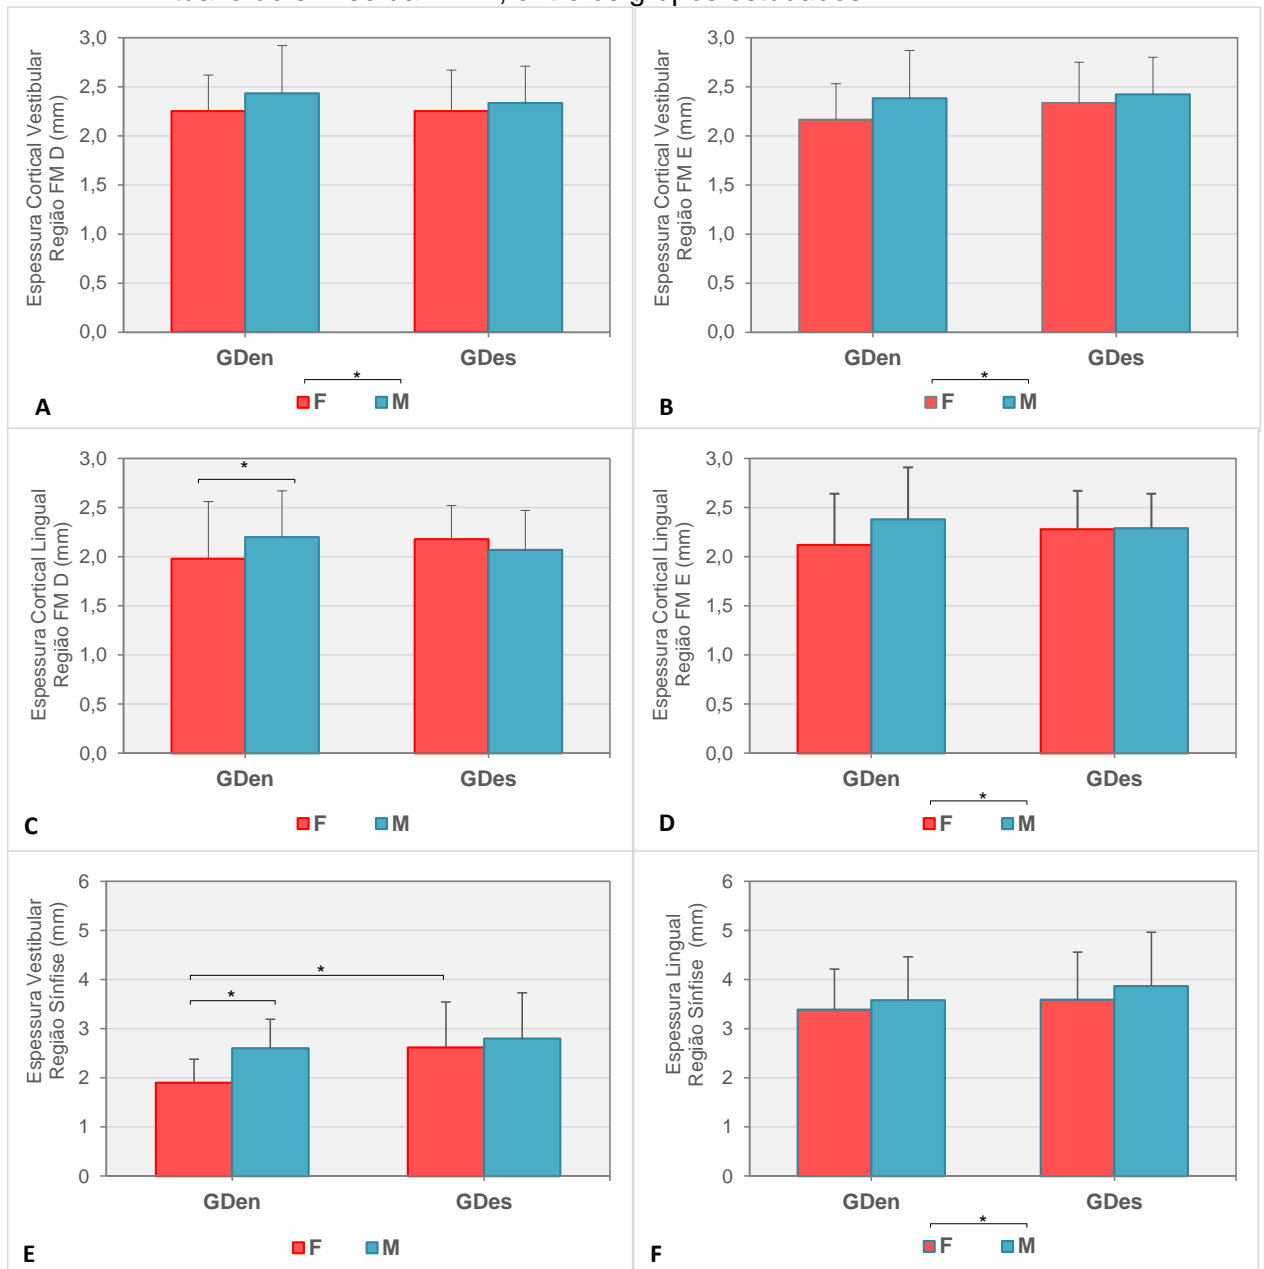 , entre os grupos estudados
3,0
2,5
2,0
1,5
1,0
0,5
0,0
Espessura Cortical Vestibular
Região FM D (mm)
GDen
GDes
*
F
M
A
3,0
2,5
2,0
1,5
1,0
0,5
0,0
Espessura Cortical Vestibular
Região FM E (mm)
GDen
GDes
*
F
M
B
3,0
2,5
2,0
1,5
1,0
0,5
0,0
Espessura Cortical Lingual
Região FM D (mm)
*
GDen
GDes
F
M
C
3,0
2,5
2,0
1,5
1,0
0,5
0,0
Espessura Cortical Lingual
Região FM E (mm)
GDen
GDes
*
F
M
D
6
5
4
3
2
1
0
Espessura Vestibular
Região Sínfise (mm)
*
*
GDen
GDes
F
M
E
6
5
4
3
2
1
0
Espessura Lingual
Região Sínfise (mm)
GDen
GDes
*
F
M
F